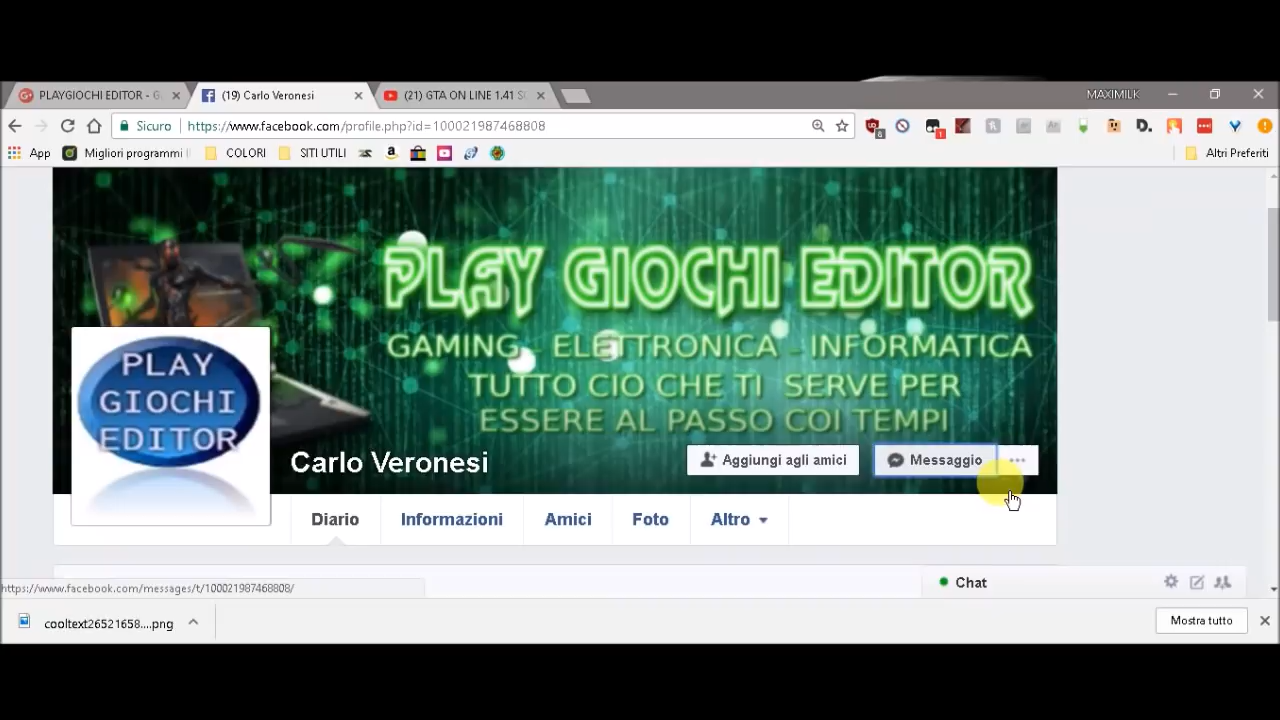 PLAYGIOCHI EDITOR - G
(19) Carlo Veronesi
(21) GTA ON LINE 1.41 SC
MAXIMILK
Sicuro
https://www.facebook.com/profile.php?id=100021987468808
App
Migliori programmi
COLORI
SITI UTILI
Altri Preferiti
PLAY GIOCHI EDITOR
GAMING - ELETTRONICA - INFORMATICA
TUTTO CIO CHE TI SERVE PER
ESSERE AL PASSO COI TEMPI
PLAY
GIOCHI
EDITOR
Carlo Veronesi
Aggiungi agli amici
Messaggio
Diario
Informazioni
Amici
Foto
Altro
https://www.facebook.com/messages/t/100021987468808/
Chat
cooltext26521658....png
Mostra tutto